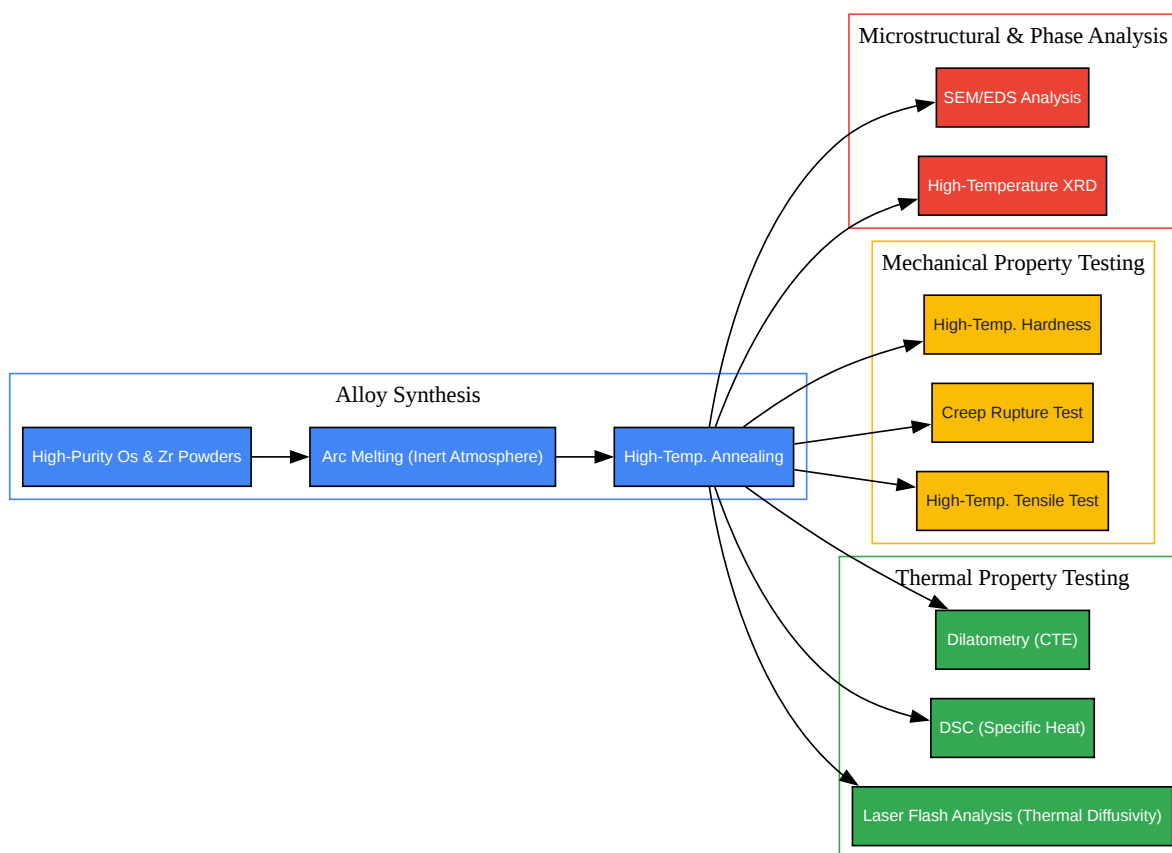 Microstructural & Phase Analysis
SEM/EDS Analysis
High-Temperature XRD
Mechanical Property Testing
High-Temp. Hardness
Creep Rupture Test
High-Temp. Tensile Test
Alloy Synthesis
High-Purity Os & Zr Powders
Arc Melting (Inert Atmosphere)
High-Temp. Annealing
Thermal Property Testing
Dilatometry (CTE)
DSC (Specific Heat)
Laser Flash Analysis (Thermal Diffusivity)